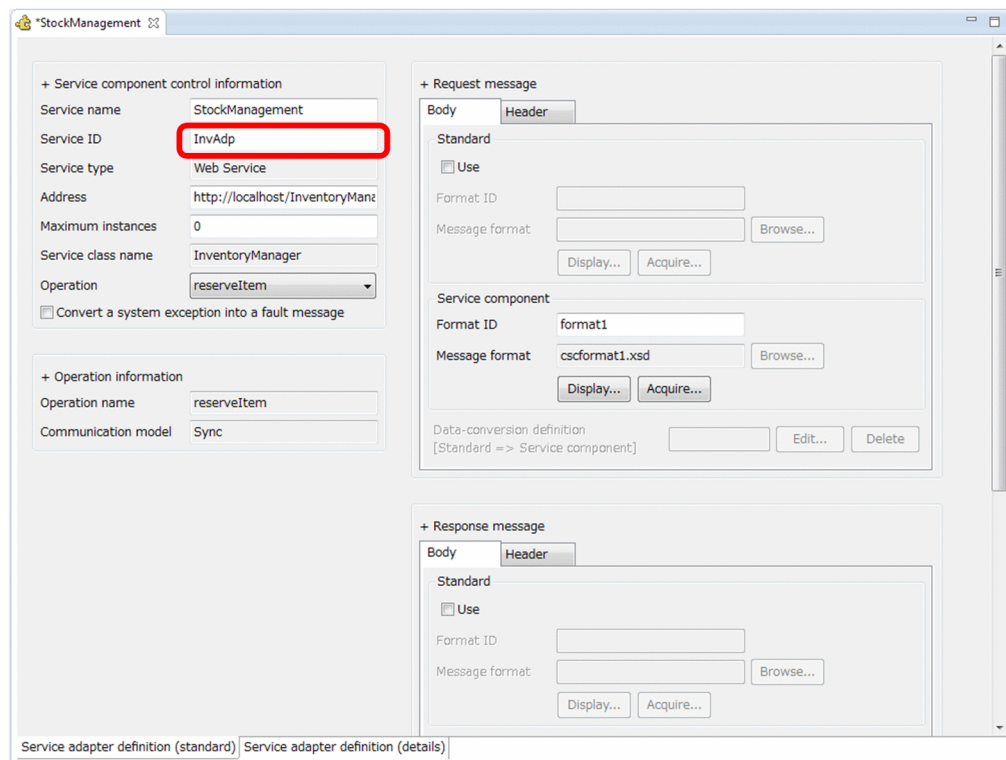 *StockManagement
+ Service component control information
Service name StockManagement
Service ID InvAdp
Service type Web Service
Address http://localhost/InventoryMana
Maximum instances 0
Service class name InventoryManager
Operation reserveItem
Convert a system exception into a fault message
+ Operation information
Operation name reserveItem
Communication model Sync
+ Request message
Body Header
Standard
Use
Format ID
Message format Browse...
Display... Acquire...
Service component
Format ID format1
Message format cscformat1.xsd Browse...
Display... Acquire...
Data-conversion definition
[Standard => Service component] Edit... Delete
+ Response message
Body Header
Standard
Use
Format ID
Message format Browse...
Display... Acquire...
Service adapter definition (standard) Service adapter definition (details)